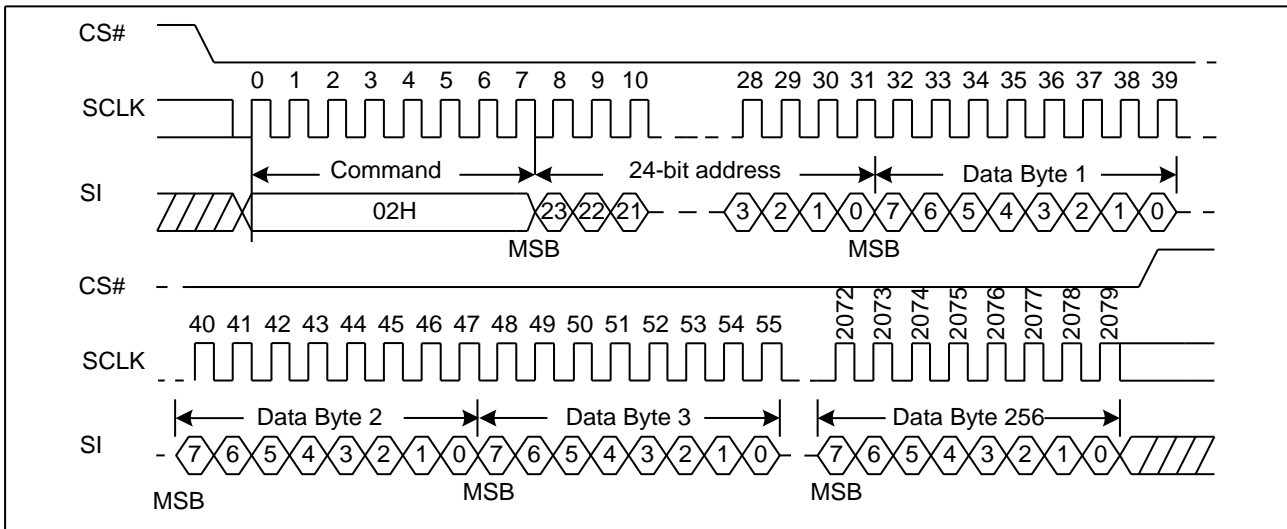 CS#
0 1 2 3 4 5 6 7 8 9 10 28 29 30 31 32 33 34 35 36 37 38 39
SCLK
Command 24-bit address Data Byte 1
SI
02H 23 22 21 3 2 1 0 7 6 5 4 3 2 1 0
MSB MSB
CS#
40 41 42 43 44 45 46 47 48 49 50 51 52 53 54 55 2072 2073 2074 2075 2076 2077 2078 2079
SCLK
Data Byte 2 Data Byte 3 Data Byte 256
SI
7 6 5 4 3 2 1 0 7 6 5 4 3 2 1 0 7 6 5 4 3 2 1 0
MSB MSB MSB